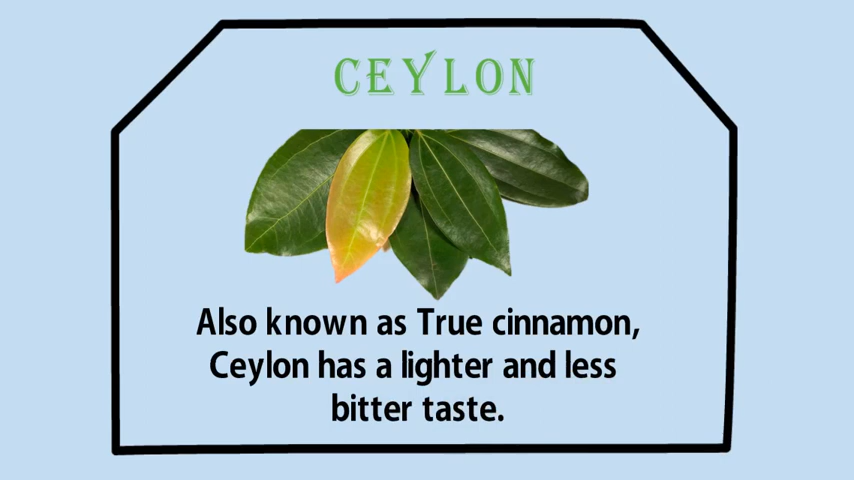 CEYLON
Also known as True cinnamon,
Ceylon has a lighter and less
bitter taste.